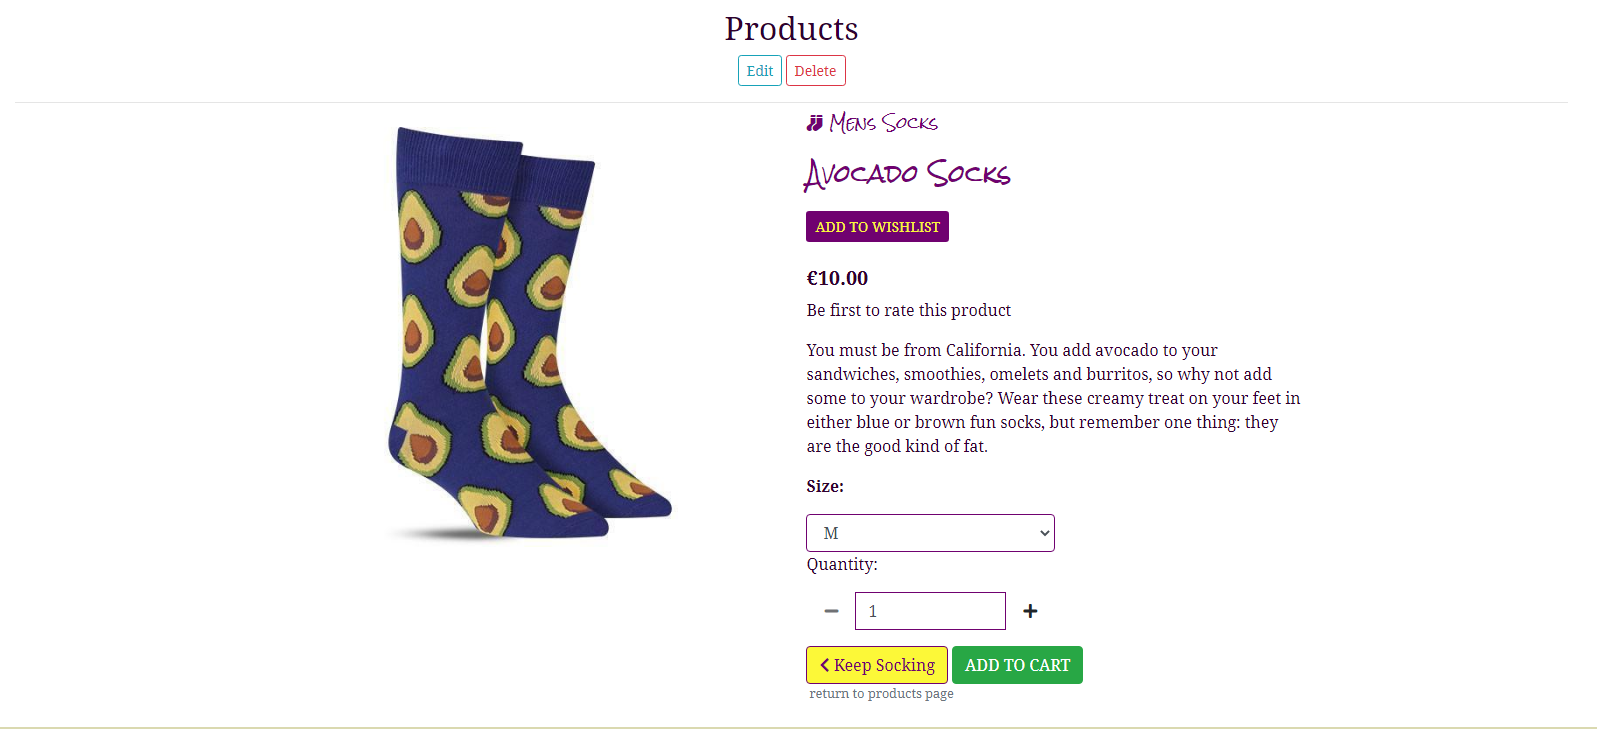 Products
Edit Delete
Mens Socks
Avocado Socks
ADD TO WISHLIST
€10.00
Be first to rate this product
You must be from California. You add avocado to your
sandwiches, smoothies, omelets and burritos, so why not add
some to your wardrobe? Wear these creamy treat on your feet in
either blue or brown fun socks, but remember one thing: they
are the good kind of fat.
Size:
M
Quantity:
1
Keep Socking ADD TO CART
return to products page